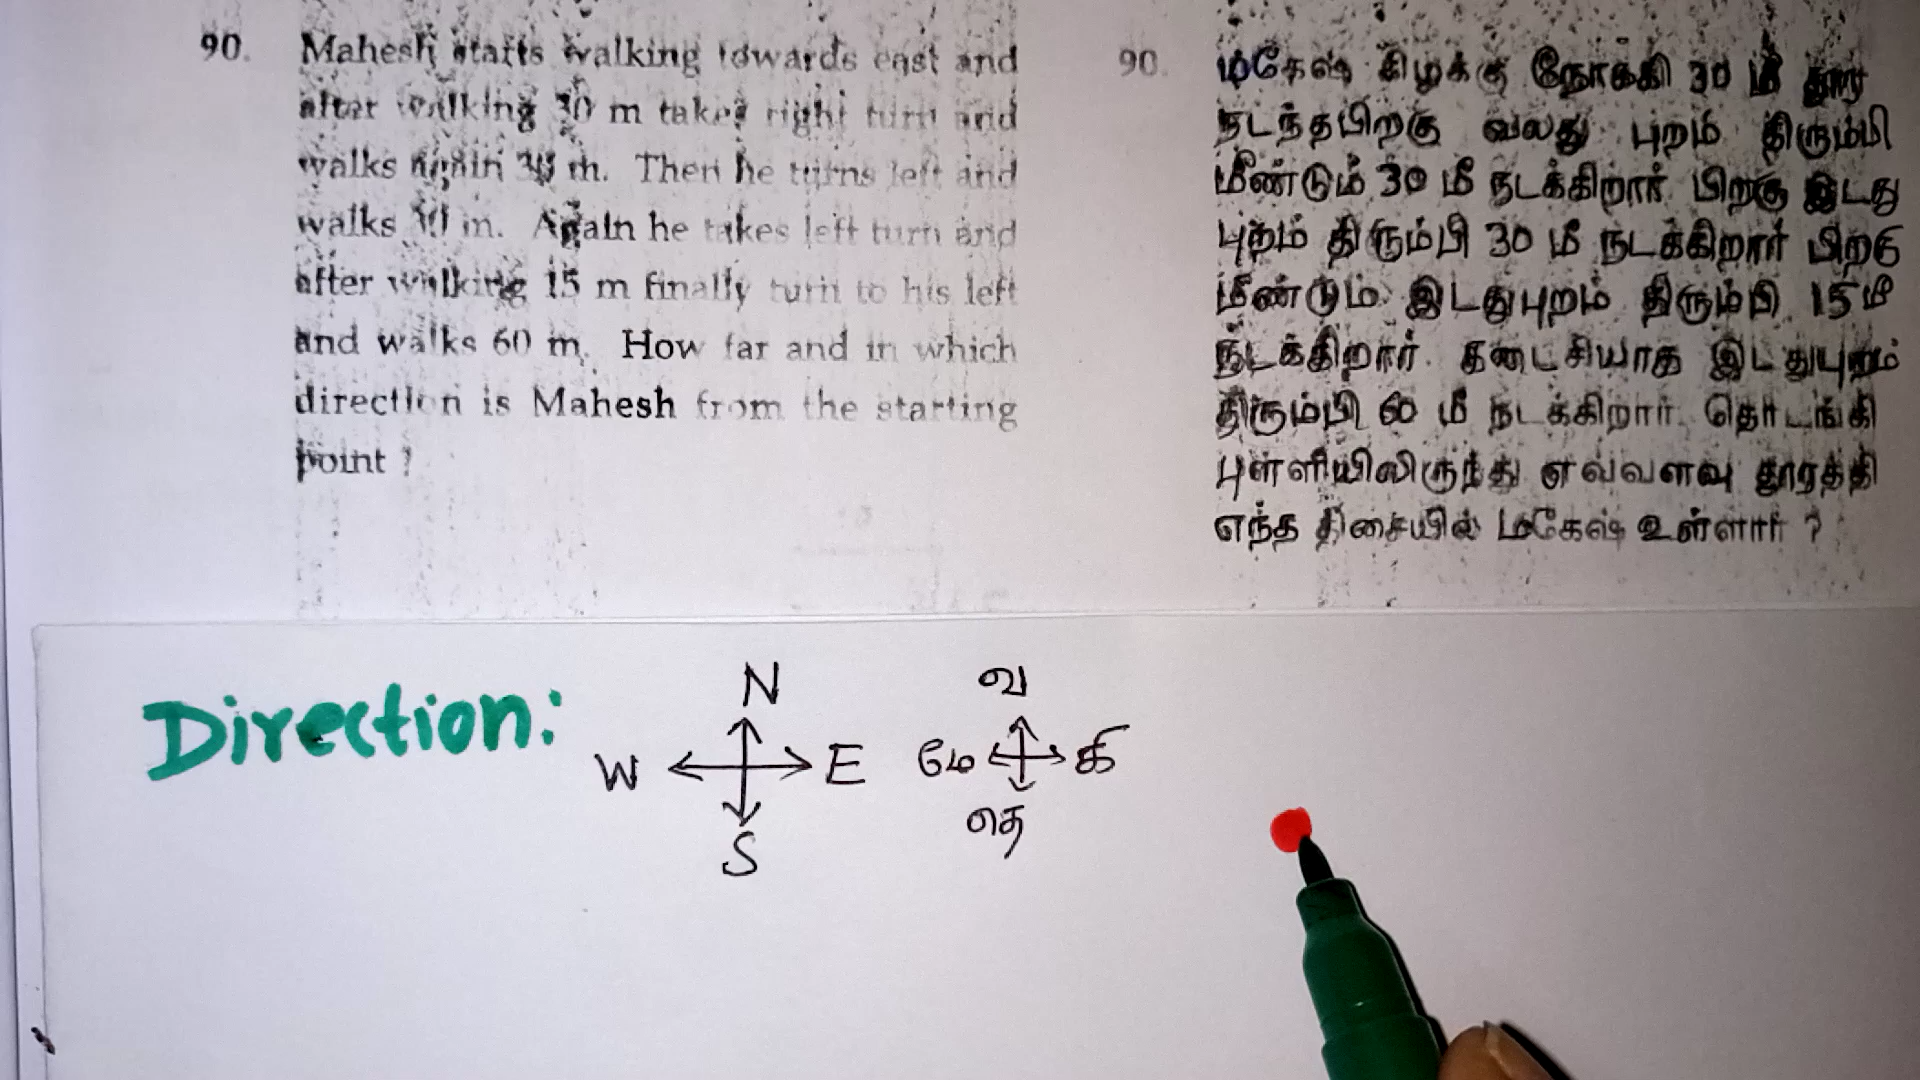 90. Mahesh starts walking towards east and
after walking 30 m takes right turn and
walks again 30 m. Then he turns left and
walks 30 m. Again he takes left turn and
after walking 15 m finally turn to his left
and walks 60 m. How far and in which
direction is Mahesh from the starting
point ?
90. மகேஷ் கிழக்கு நோக்கி 30 மீ தூர
நடந்தபிறகு வலது புறம் திரும்பி
மீண்டும் 30 மீ நடக்கிறார் பிறகு இடது
புறம் திரும்பி 30 மீ நடக்கிறார் பிறகு
மீண்டும் இடதுபுறம் திரும்பி 15 மீ
நடக்கிறார். கடைசியாக இடதுபுறம்
திரும்பி 60 மீ நடக்கிறார். தொடங்கி
புள்ளியிலிருந்து எவ்வளவு தூரத்தி
எந்த திசையில் மகேஷ் உள்ளார் ?
Direction:
N
W E
S
வ
மே கி
தெ